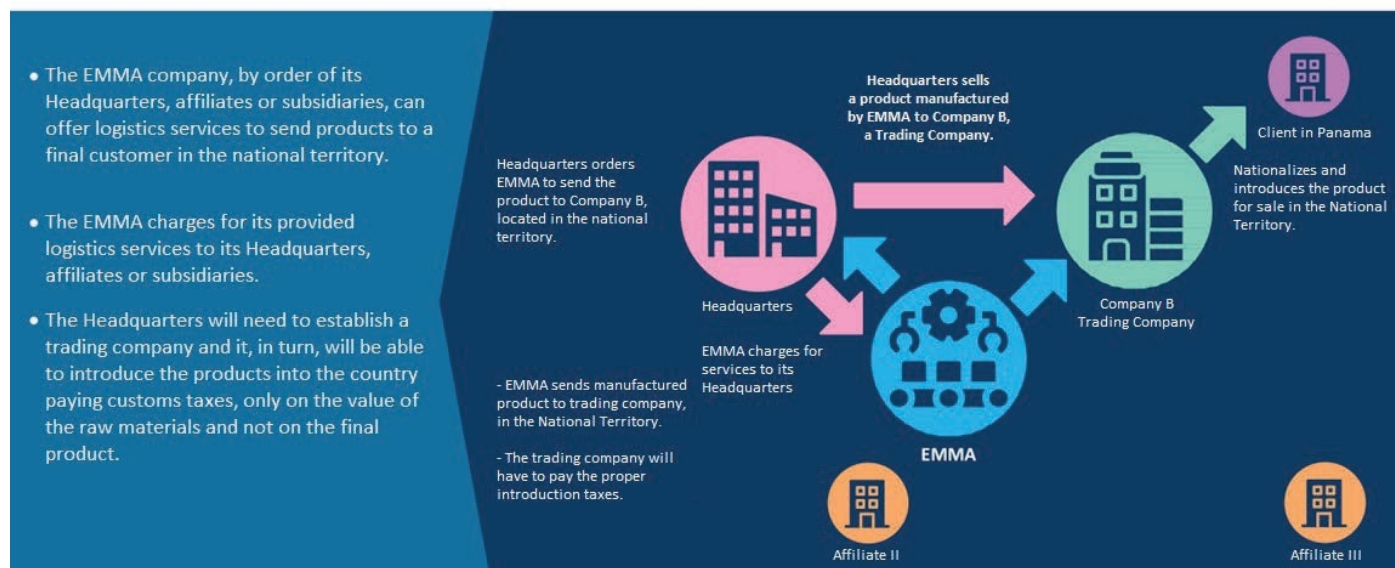 • The EMMA company, by order of its
Headquarters, affiliates or subsidiaries, can
offer logistics services to send products to a
final customer in the national territory.
• The EMMA charges for its provided
logistics services to its Headquarters,
affiliates or subsidiaries.
• The Headquarters will need to establish a
trading company and it, in turn, will be able
to introduce the products into the country
paying customs taxes, only on the value of
the raw materials and not on the final
product.
Headquarters orders
EMMA to send the
product to Company B,
located in the national
territory.
Headquarters sells
a product manufactured
by EMMA to Company B,
a Trading Company.
Client in Panama
Nationalizes and
introduces the product
for sale in the National
Territory.
Headquarters
Company B
Trading Company
EMMA charges for
services to its
Headquarters
- EMMA sends manufactured
product to trading company,
in the National Territory.
- The trading company will
have to pay the proper
introduction taxes.
EMMA
Affiliate II
Affiliate III